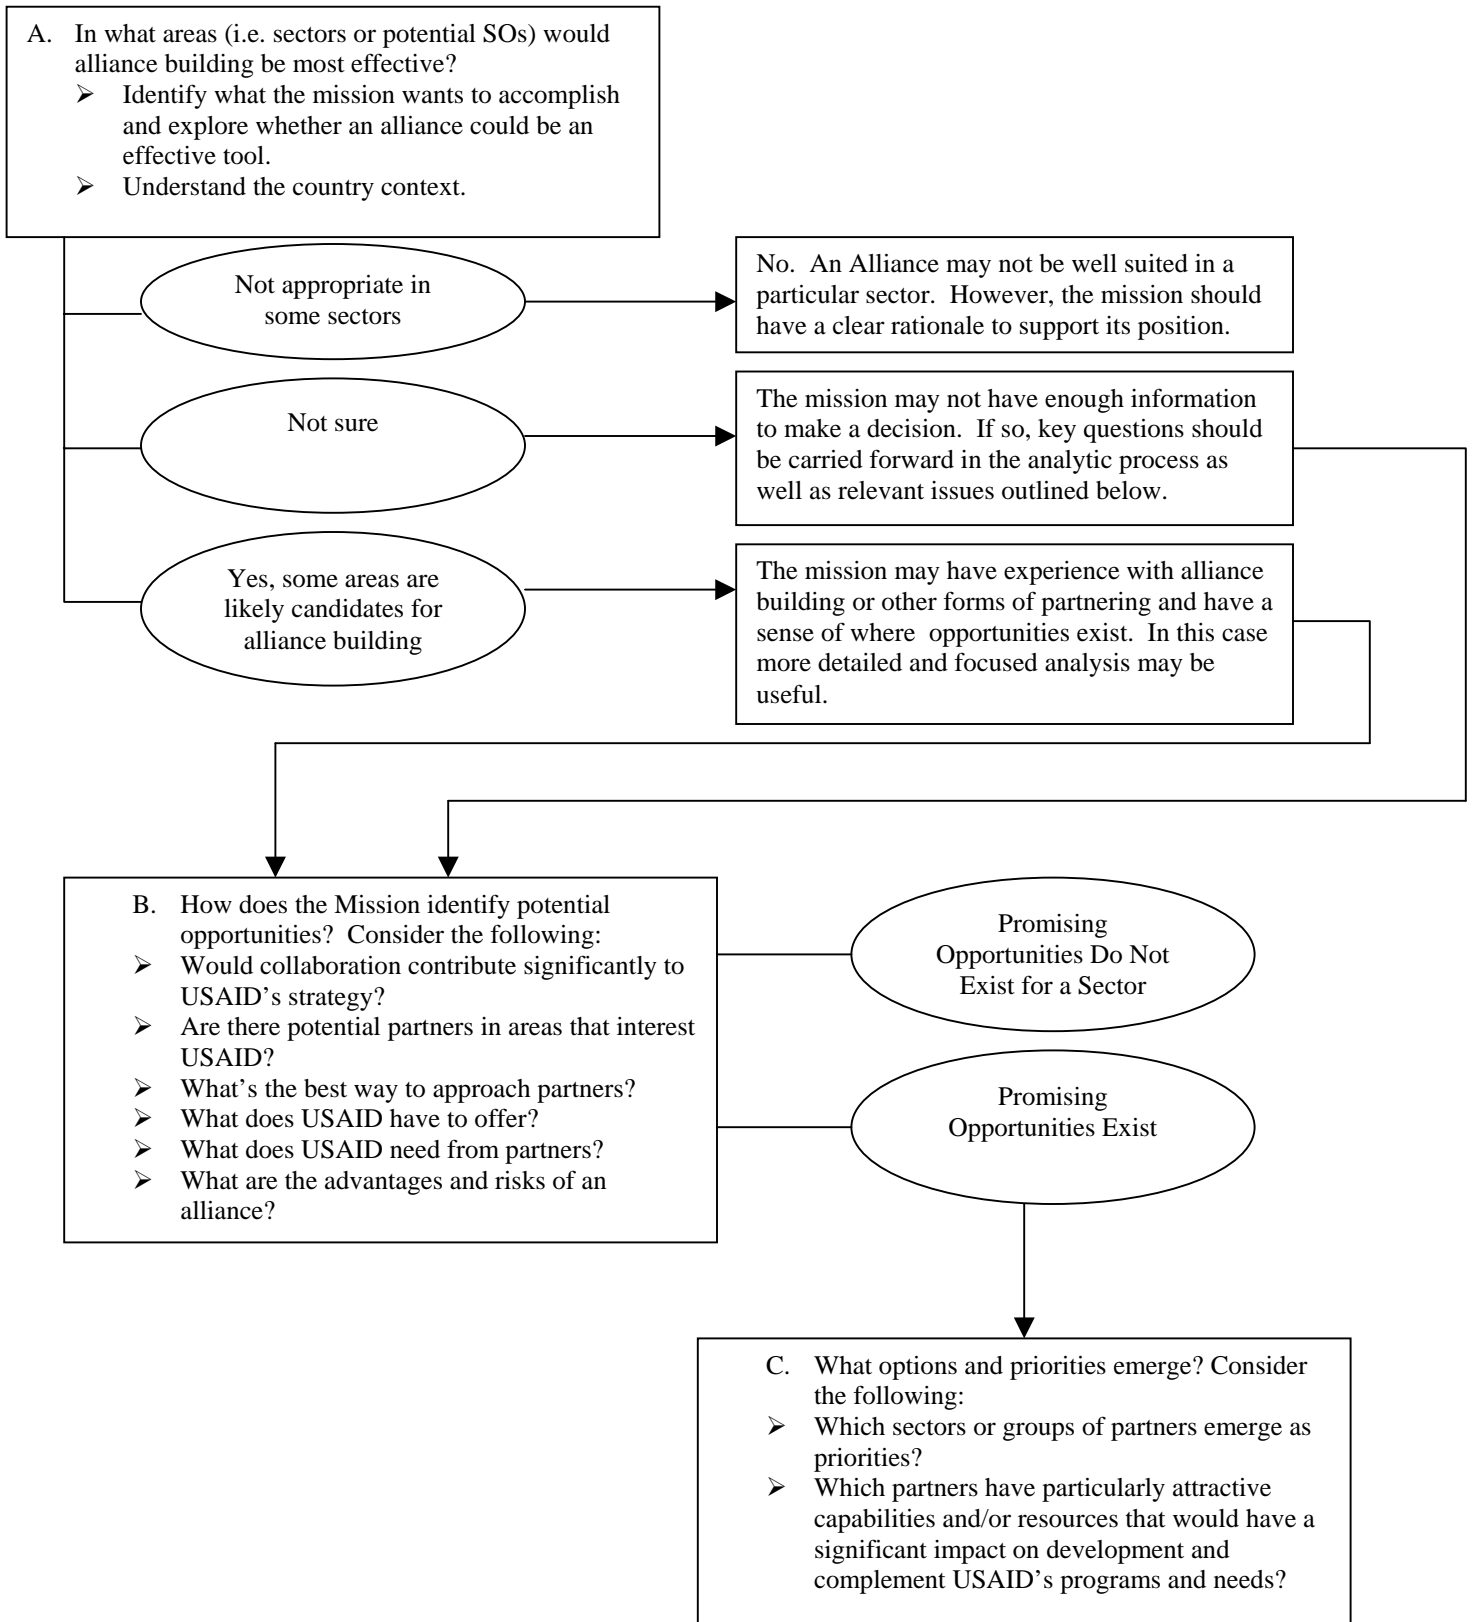 A. In what areas (i.e. sectors or potential SOs) would
alliance building be most effective?
➢ Identify what the mission wants to accomplish
and explore whether an alliance could be an
effective tool.
➢ Understand the country context.
Not appropriate in
some sectors
No. An Alliance may not be well suited in a
particular sector. However, the mission should
have a clear rationale to support its position.
Not sure
The mission may not have enough information
to make a decision. If so, key questions should
be carried forward in the analytic process as
well as relevant issues outlined below.
Yes, some areas are
likely candidates for
alliance building
The mission may have experience with alliance
building or other forms of partnering and have a
sense of where opportunities exist. In this case
more detailed and focused analysis may be
useful.
B. How does the Mission identify potential
opportunities? Consider the following:
➢ Would collaboration contribute significantly to
USAID’s strategy?
➢ Are there potential partners in areas that interest
USAID?
➢ What’s the best way to approach partners?
➢ What does USAID have to offer?
➢ What does USAID need from partners?
➢ What are the advantages and risks of an
alliance?
Promising
Opportunities Do Not
Exist for a Sector
Promising
Opportunities Exist
C. What options and priorities emerge? Consider
the following:
➢ Which sectors or groups of partners emerge as
priorities?
➢ Which partners have particularly attractive
capabilities and/or resources that would have a
significant impact on development and
complement USAID’s programs and needs?